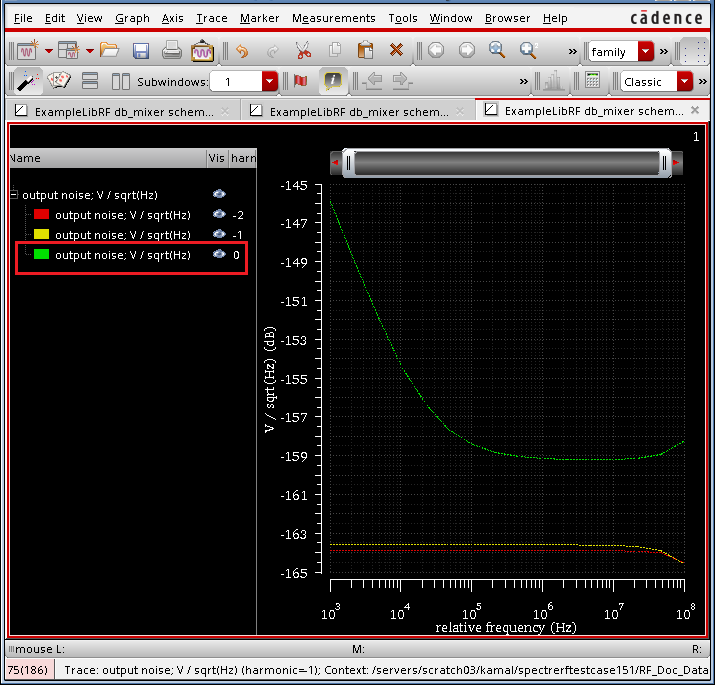 File Edit View Graph Axis Trace Marker Measurements Tools Window Browser Help cādence
» family »
Subwindows: 1 » Classic
ExampleLibRF db_mixer schem... ExampleLibRF db_mixer schem... ExampleLibRF db_mixer schem...
1
Name Vis harn
output noise; V / sqrt(Hz)
output noise; V / sqrt(Hz) -2
output noise; V / sqrt(Hz) -1
output noise; V / sqrt(Hz) 0
V / sqrt(Hz) (dB)
-145
-147
-149
-151
-153
-155
-157
-159
-161
-163
-165
10^3 10^4 10^5 10^6 10^7 10^8
relative frequency (Hz)
mouse L: M: R:
75(186) Trace: output noise; V / sqrt(Hz) (harmonic=-1); Context: /servers/scratch03/kamal/spectrerftestcase151/RF_Doc_Data